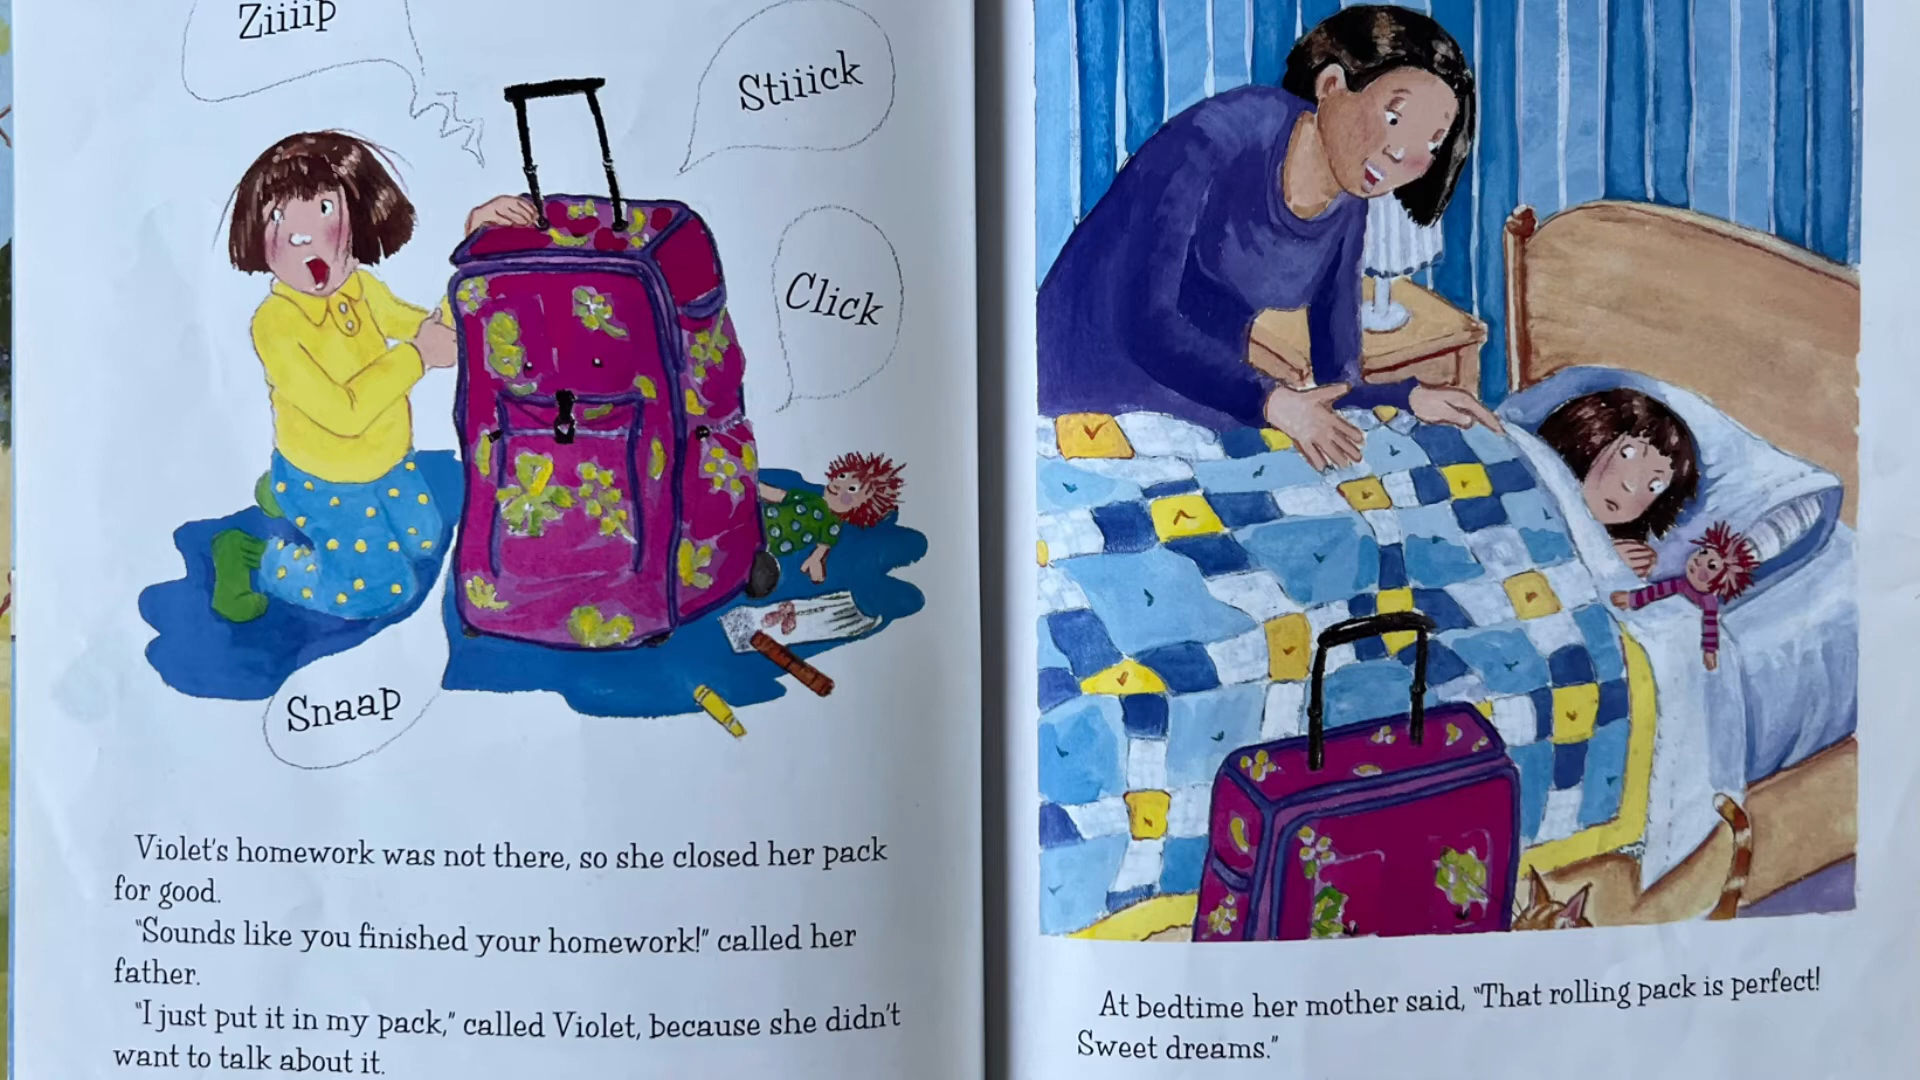 Ziiiip
Stiiick
Click
Snaap
Violet's homework was not there, so she closed her pack
for good.
"Sounds like you finished your homework!" called her
father.
"I just put it in my pack," called Violet, because she didn't
want to talk about it.
At bedtime her mother said, "That rolling pack is perfect!
Sweet dreams."